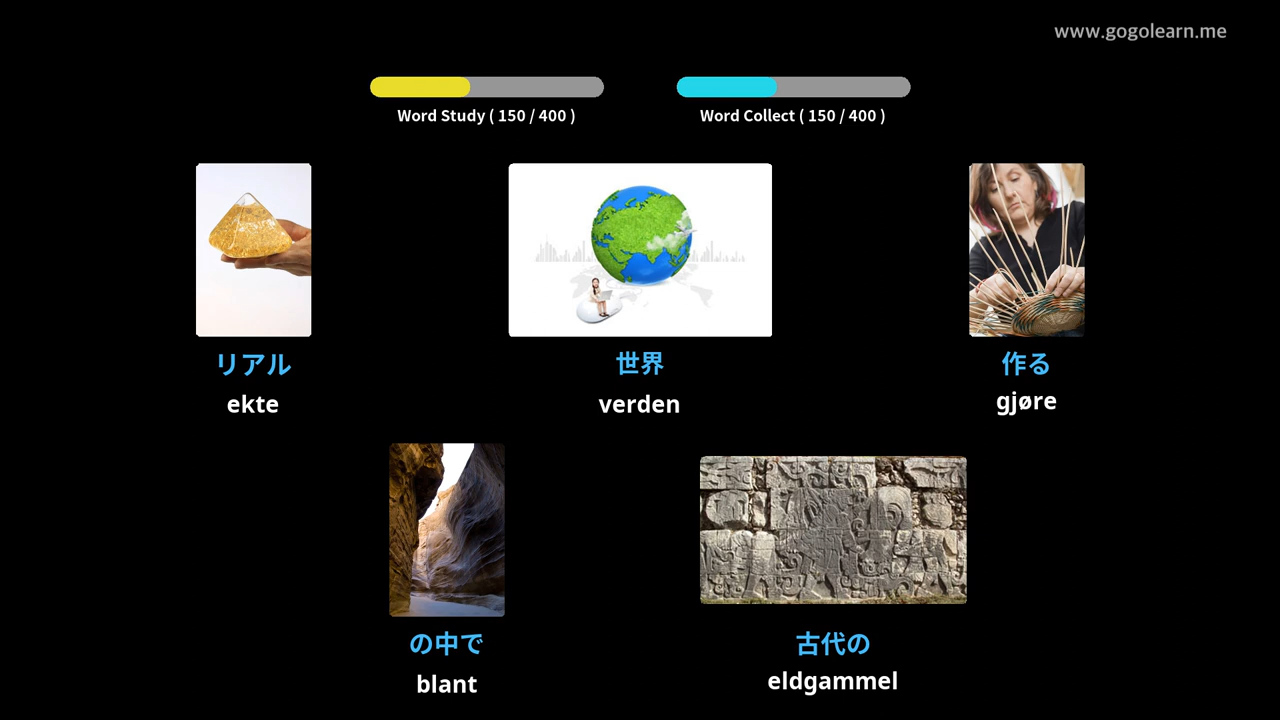 www.gogolearn.me
Word Study ( 150 / 400 )
Word Collect ( 150 / 400 )
リアル
ekte
世界
verden
作る
gjøre
の中で
blant
古代の
eldgammel